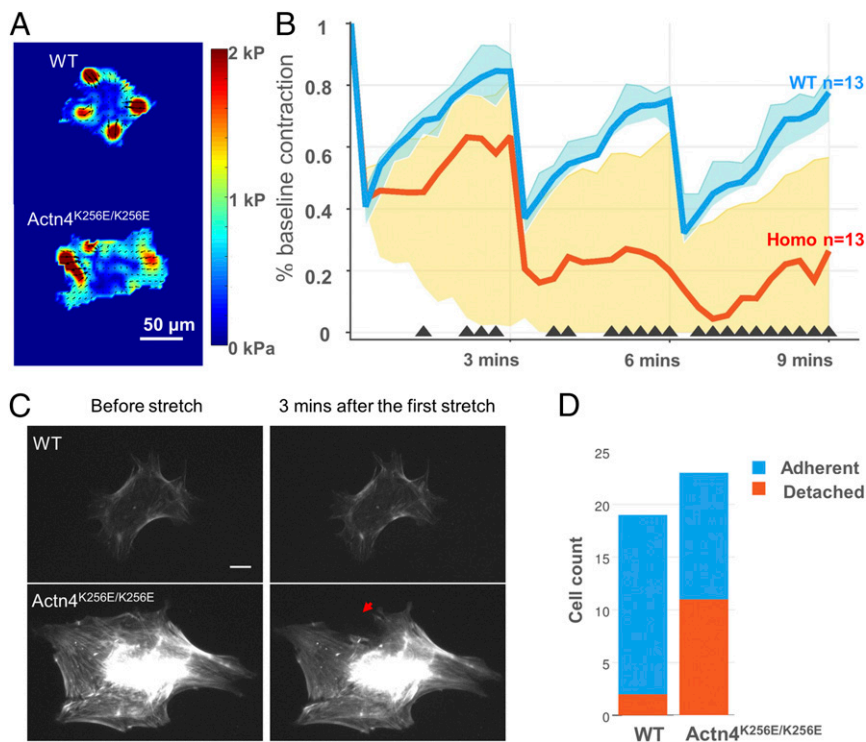 A
WT
2 kP
1 kP
0 kPa
Actn4K256E/K256E
50 µm
B
% baseline contraction
1
0.8
0.6
0.4
0.2
0
3 mins
6 mins
9 mins
WT n=13
Homo n=13
C
Before stretch
3 mins after the first stretch
WT
Actn4K256E/K256E
D
Adherent
Detached
Cell count
25
20
15
10
5
0
WT
Actn4K256E/K256E